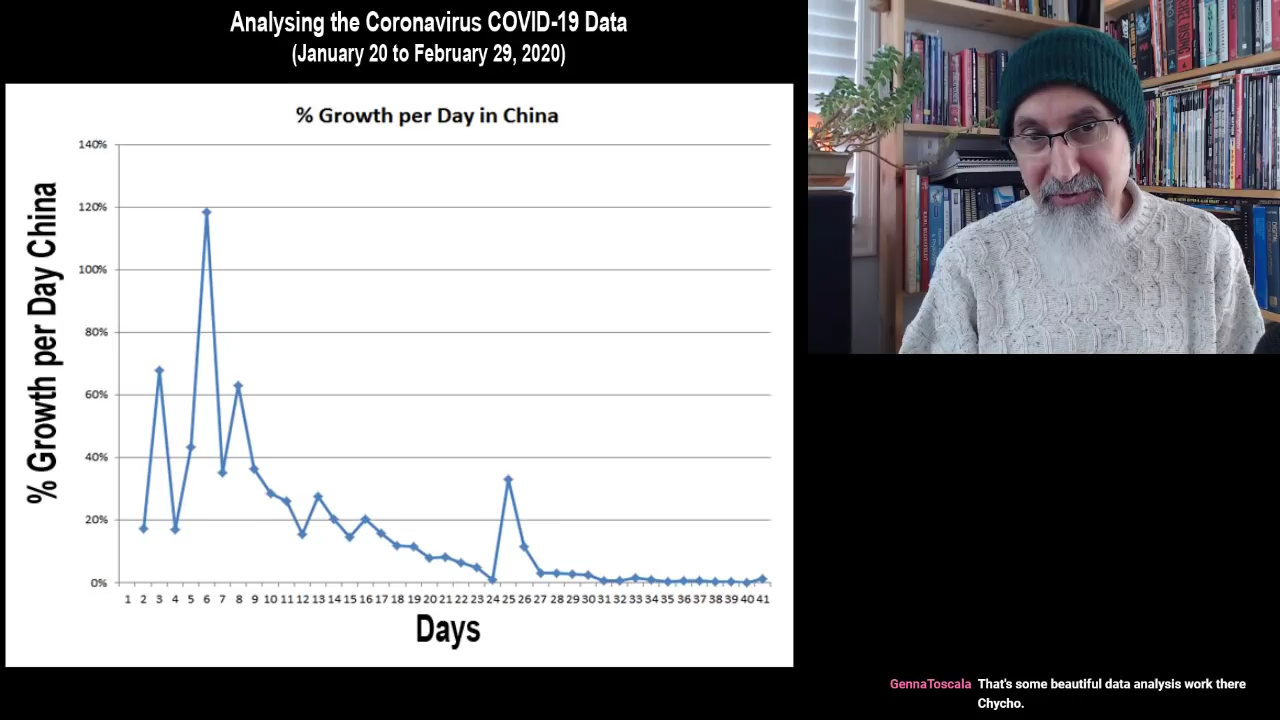 Analysing the Coronavirus COVID-19 Data
(January 20 to February 29, 2020)
% Growth per Day in China
% Growth per Day China
140%
120%
100%
80%
60%
40%
20%
0%
1 2 3 4 5 6 7 8 9 10 11 12 13 14 15 16 17 18 19 20 21 22 23 24 25 26 27 28 29 30 31 32 33 34 35 36 37 38 39 40 41
Days
GennaToscala That's some beautiful data analysis work there
Chycho.